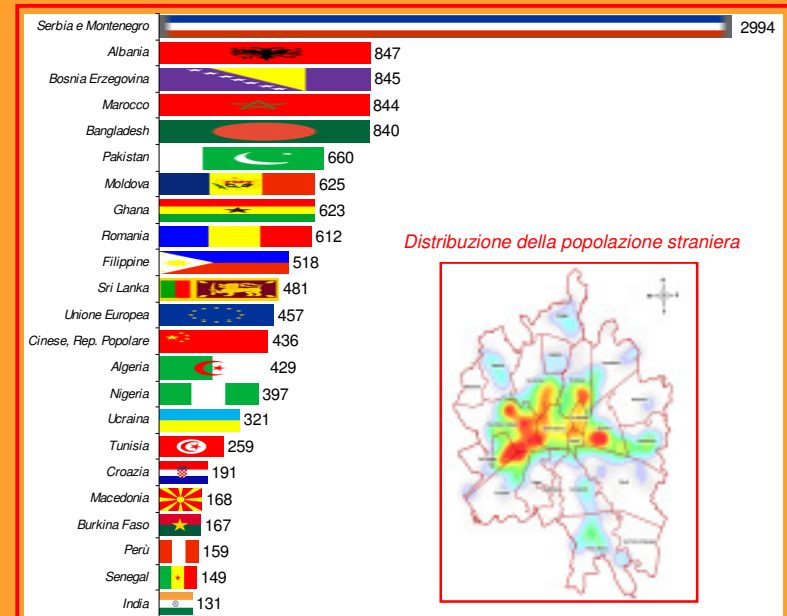 Serbia e Montenegro 2994
Albania 847
Bosnia Erzegovina 845
Marocco 844
Bangladesh 840
Pakistan 660
Moldova 625
Ghana 623
Romania 612
Distribuzione della popolazione straniera
Filippine 518
Sri Lanka 481
Unione Europea 457
Cinese, Rep. Popolare 436
Algeria 429
Nigeria 397
Ucraina 321
Tunisia 259
Croazia 191
Macedonia 168
Burkina Faso 167
Perù 159
Senegal 149
India 131